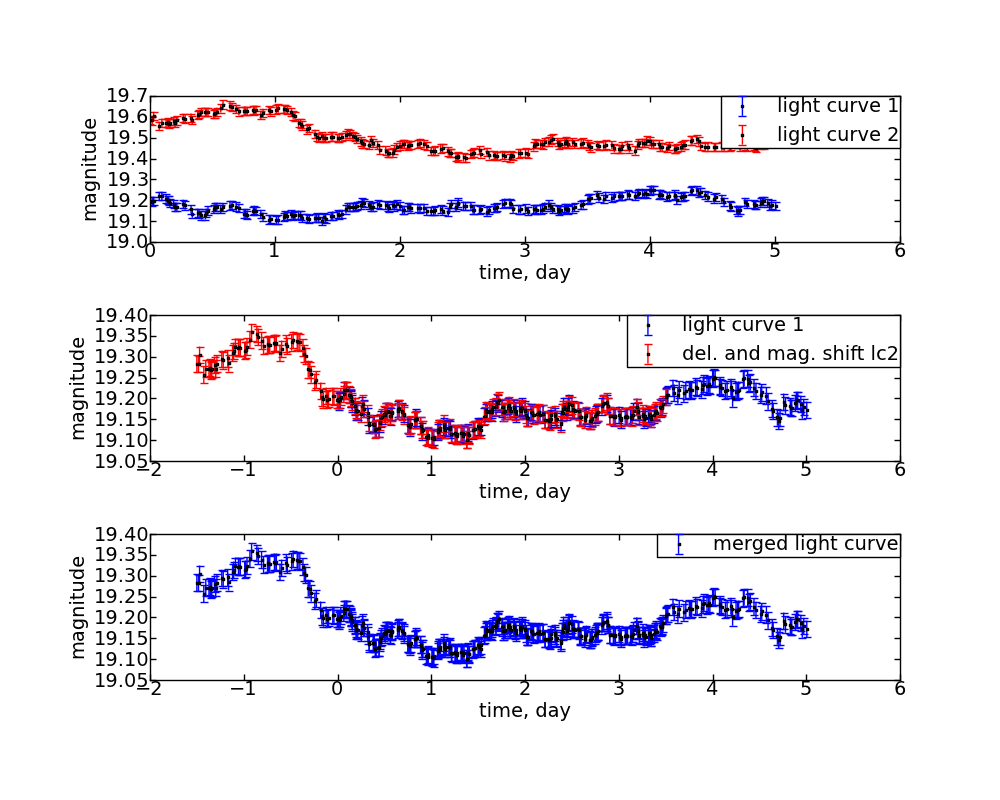 19.7
19.6
19.5
19.4
19.3
19.2
19.1
19.0
magnitude
light curve 1
light curve 2
0 1 2 3 4 5 6
time, day
19.40
19.35
19.30
19.25
19.20
19.15
19.10
19.05
magnitude
light curve 1
del. and mag. shift lc2
−2 −1 0 1 2 3 4 5 6
time, day
19.40
19.35
19.30
19.25
19.20
19.15
19.10
19.05
magnitude
merged light curve
−2 −1 0 1 2 3 4 5 6
time, day